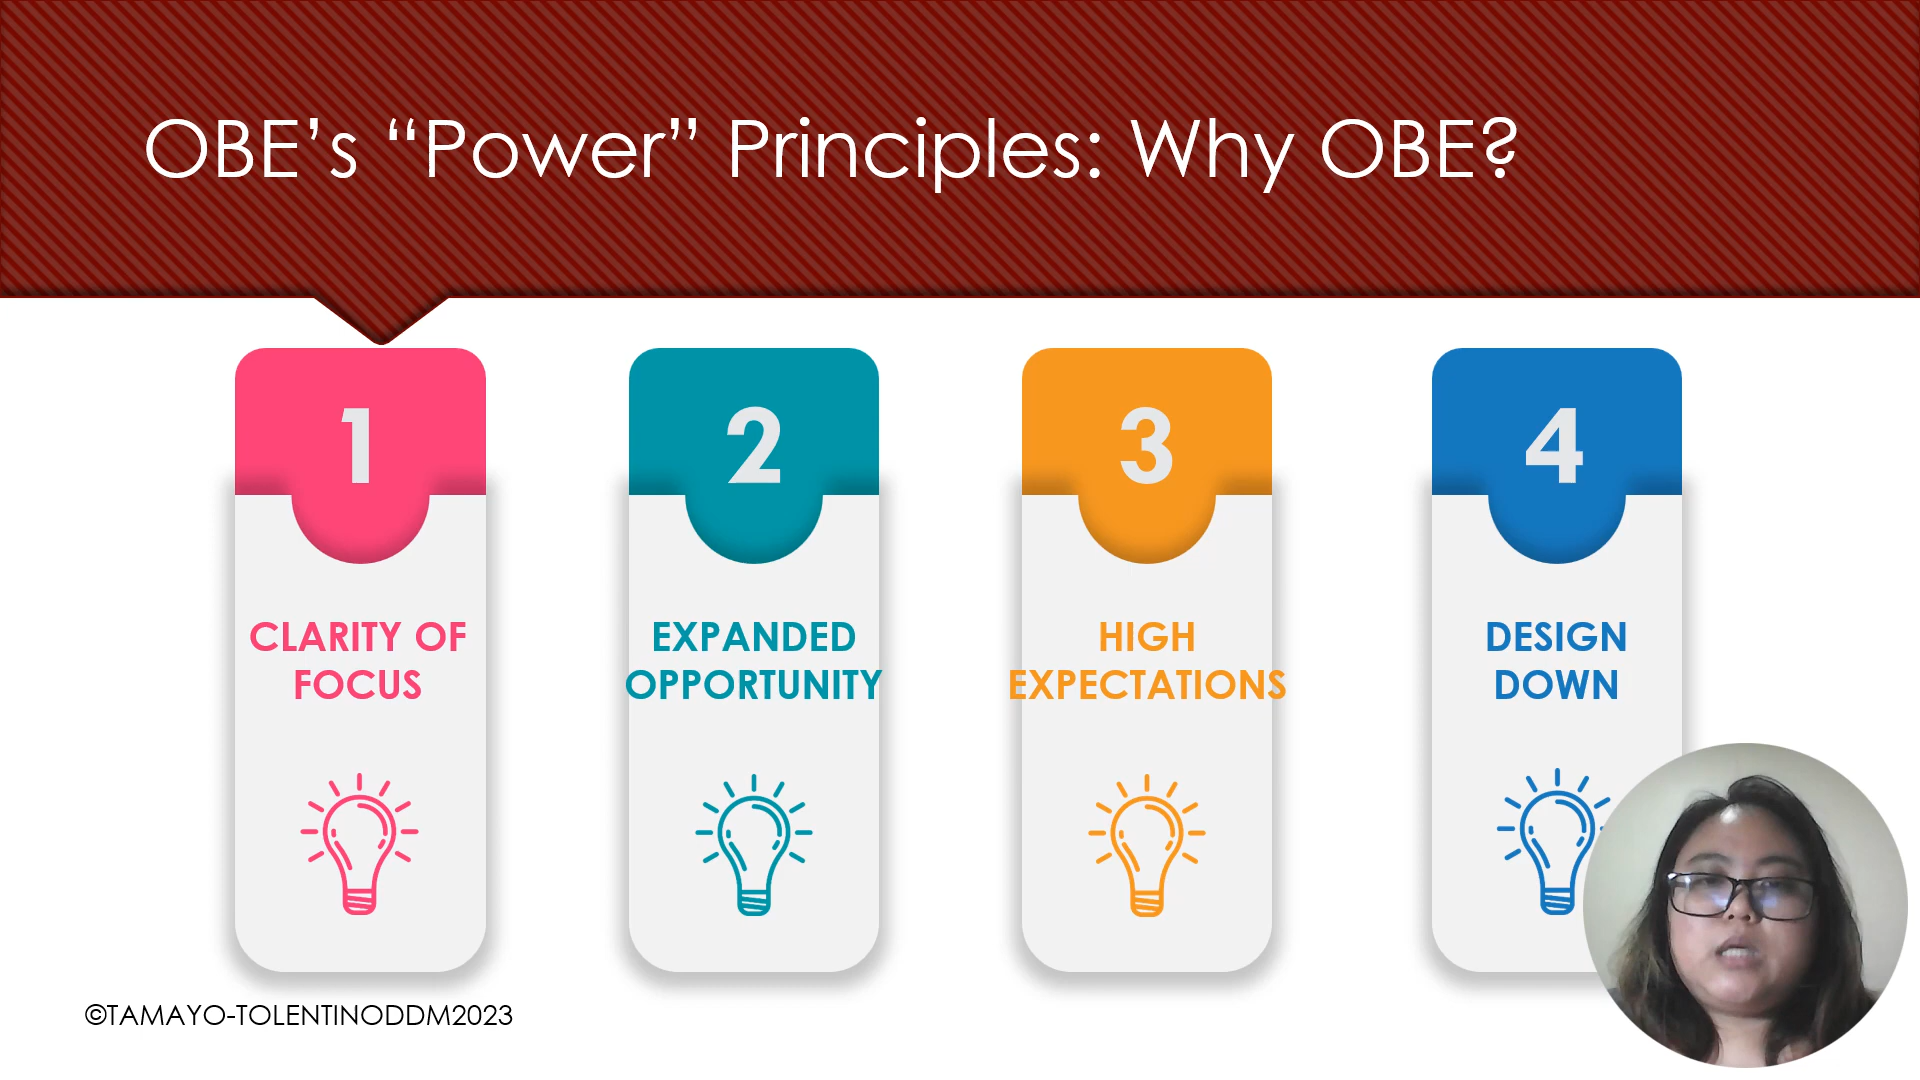 OBE’s “Power” Principles: Why OBE?
1
2
3
4
CLARITY OF
FOCUS
EXPANDED
OPPORTUNITY
HIGH
EXPECTATIONS
DESIGN
DOWN
©TAMAYO-TOLENTINODDM2023